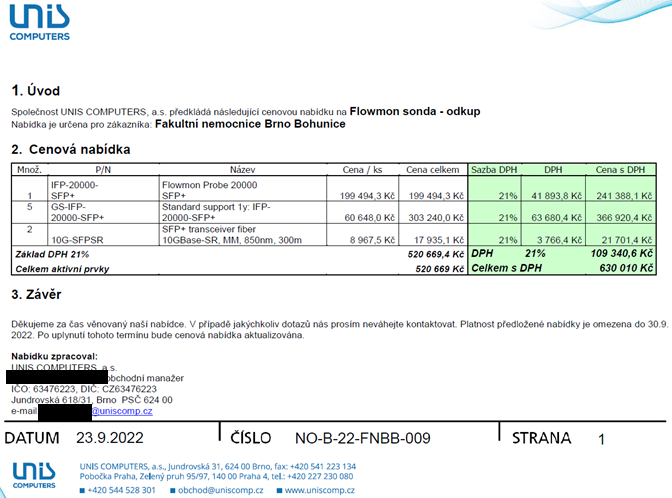 unis
COMPUTERS
1. Úvod
Společnost UNIS COMPUTERS, a.s. předkládá následující cenovou nabídku na Flowmon sonda - odkup
Nabídka je určena pro zákazníka: Fakultní nemocnice Brno Bohunice
2. Cenová nabídka
Množ. P/N Název Cena / ks Cena celkem Sazba DPH DPH Cena s DPH
IFP-20000- Flowmon Probe 20000
1 SFP+ SFP+ 199 494,3 Kč 199 494,3 Kč 21% 41 893,8 Kč 241 388,1 Kč
5 GS-IFP- Standard support 1y: IFP-
20000-SFP+ 20000-SFP+ 60 648,0 Kč 303 240,0 Kč 21% 63 680,4 Kč 366 920,4 Kč
2 SFP+ transceiver fiber
10G-SFPSR 10GBase-SR, MM, 850nm, 300m 8 967,5 Kč 17 935,1 Kč 21% 3 766,4 Kč 21 701,4 Kč
Základ DPH 21% 520 669,4 Kč DPH 21% 109 340,6 Kč
Celkem aktivní prvky 520 669 Kč Celkem s DPH 630 010 Kč
3. Závěr
Děkujeme za čas věnovaný naší nabídce. V případě jakýchkoliv dotazů nás prosím neváhejte kontaktovat. Platnost předložené nabídky je omezena do 30.9.
2022. Po uplynutí tohoto termínu bude cenová nabídka aktualizována.
Nabídku zpracoval:
UNIS COMPUTERS, a.s.
obchodní manažer
IČO: 63476223, DIČ: CZ63476223
Jundrovská 618/31, Brno PSČ 624 00
e-mail @uniscomp.cz
DATUM 23.9.2022 ČÍSLO NO-B-22-FNBB-009 STRANA 1
unis
COMPUTERS
UNIS COMPUTERS, a.s., Jundrovská 31, 624 00 Brno, fax: +420 541 223 134
Pobočka Praha, Zelený pruh 95/97, 140 00 Praha 4, tel.: +420 227 230 080
+420 544 528 301 obchod@uniscomp.cz www.uniscomp.cz